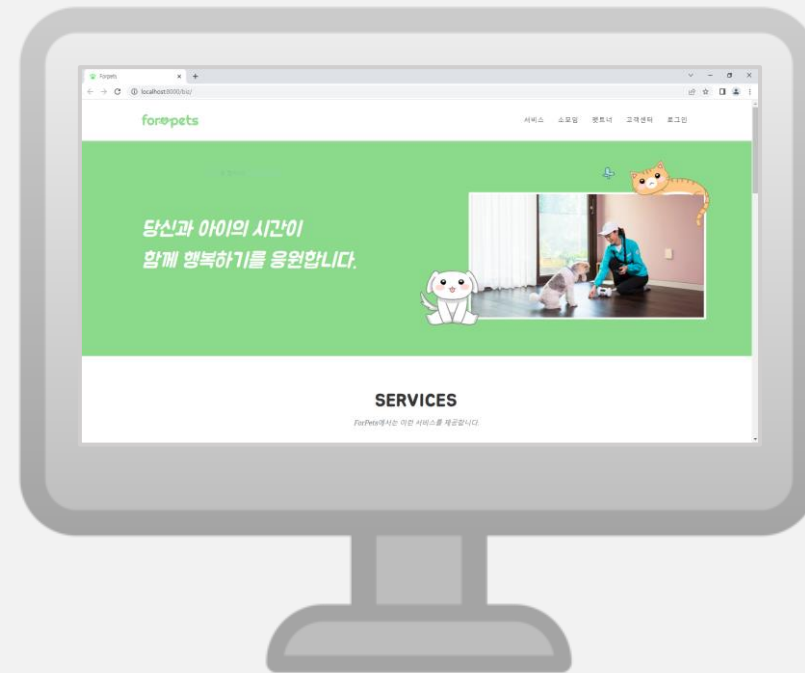 Forpets
localhost:8000/biz/
for pets
서비스 소모임 펫트너 고객센터 로그인
당신과 아이의 시간이
함께 행복하기를 응원합니다.
SERVICES
ForPets에서는 이런 서비스를 제공합니다.